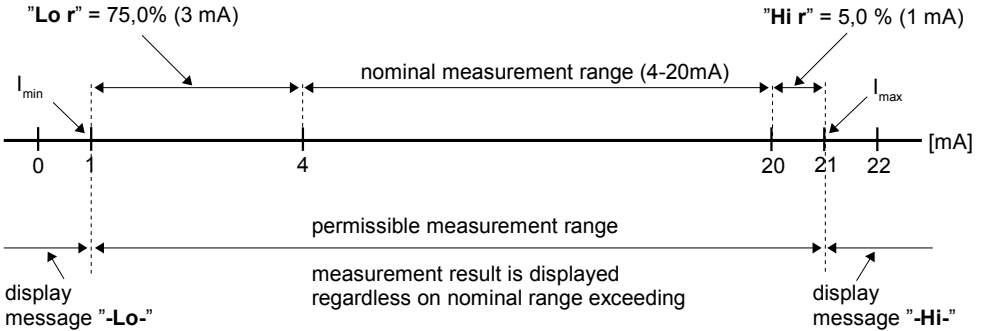 "Lo r" = 75,0% (3 mA)
"Hi r" = 5,0 % (1 mA)
nominal measurement range (4-20mA)
Imin
Imax
[mA]
0 1 4 20 21 22
permissible measurement range
measurement result is displayed
regardless on nominal range exceeding
display
message "-Lo-"
display
message "-Hi-"